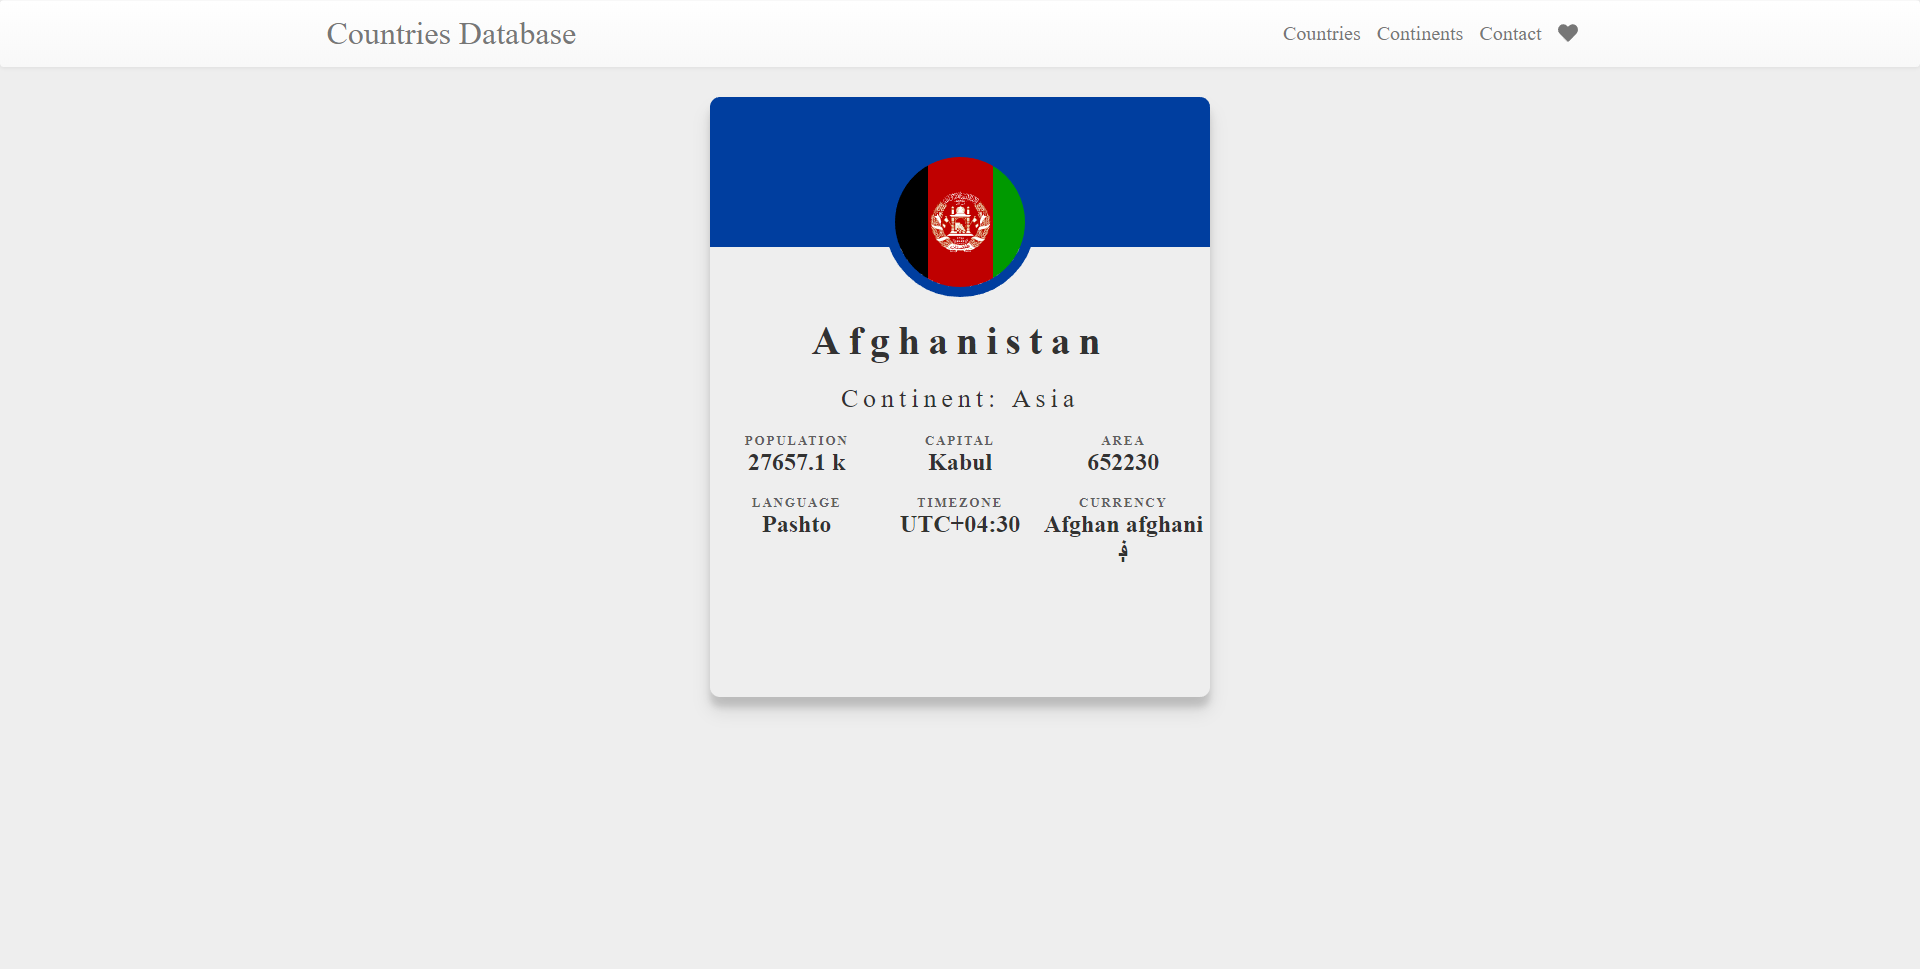 Countries Database
Countries Continents Contact
Afghanistan
Continent: Asia
POPULATION CAPITAL AREA
27657.1 k Kabul 652230
LANGUAGE TIMEZONE CURRENCY
Pashto UTC+04:30 Afghan afghani
؋